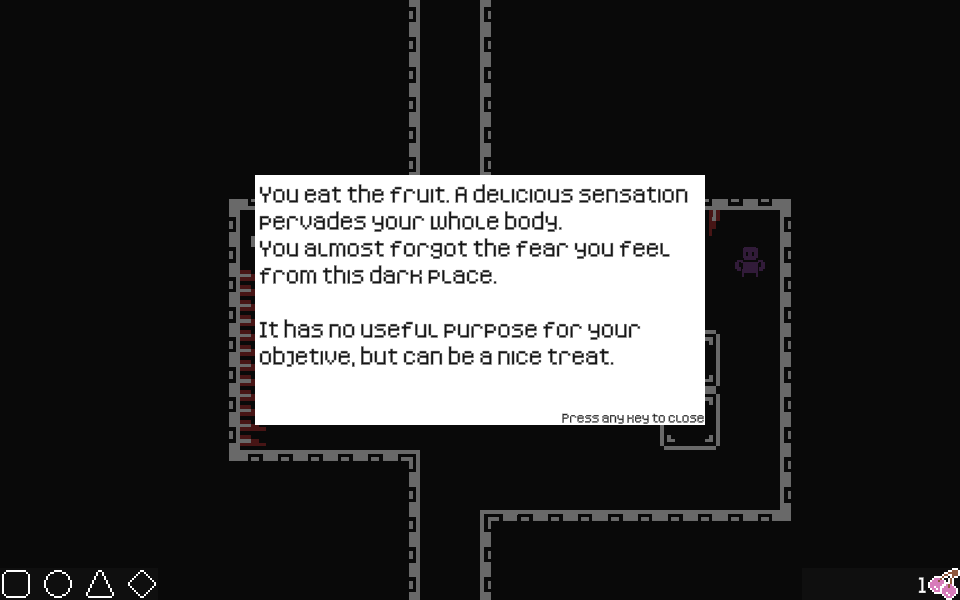 You eat the fruit. A delicious sensation
pervades your whole body.
You almost forgot the fear you feel
from this dark place.
It has no useful purpose for your
objetive, but can be a nice treat.
Press any key to close
1